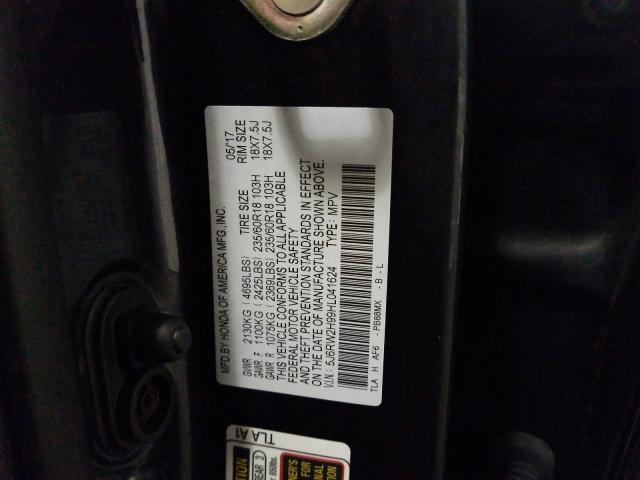 MFD.BY HONDA OF AMERICA MFG., INC. 05/'17
GVWR 2130KG ( 4695LBS) TIRE SIZE RIM SIZE
GAWR F 1100KG ( 2425LBS) 235/60R18 103H 18X7.5J
GAWR R 1075KG ( 2369LBS) 235/60R18 103H 18X7.5J
THIS VEHICLE CONFORMS TO ALL APPLICABLE
FEDERAL MOTOR VEHICLE SAFETY
AND THEFT PREVENTION STANDARDS IN EFFECT
ON THE DATE OF MANUFACTURE SHOWN ABOVE.
V.I.N.: 5J6RW2H99HL041624 TYPE: MPV
TLA H AF6 - PB68MX - B - L
TLA A1